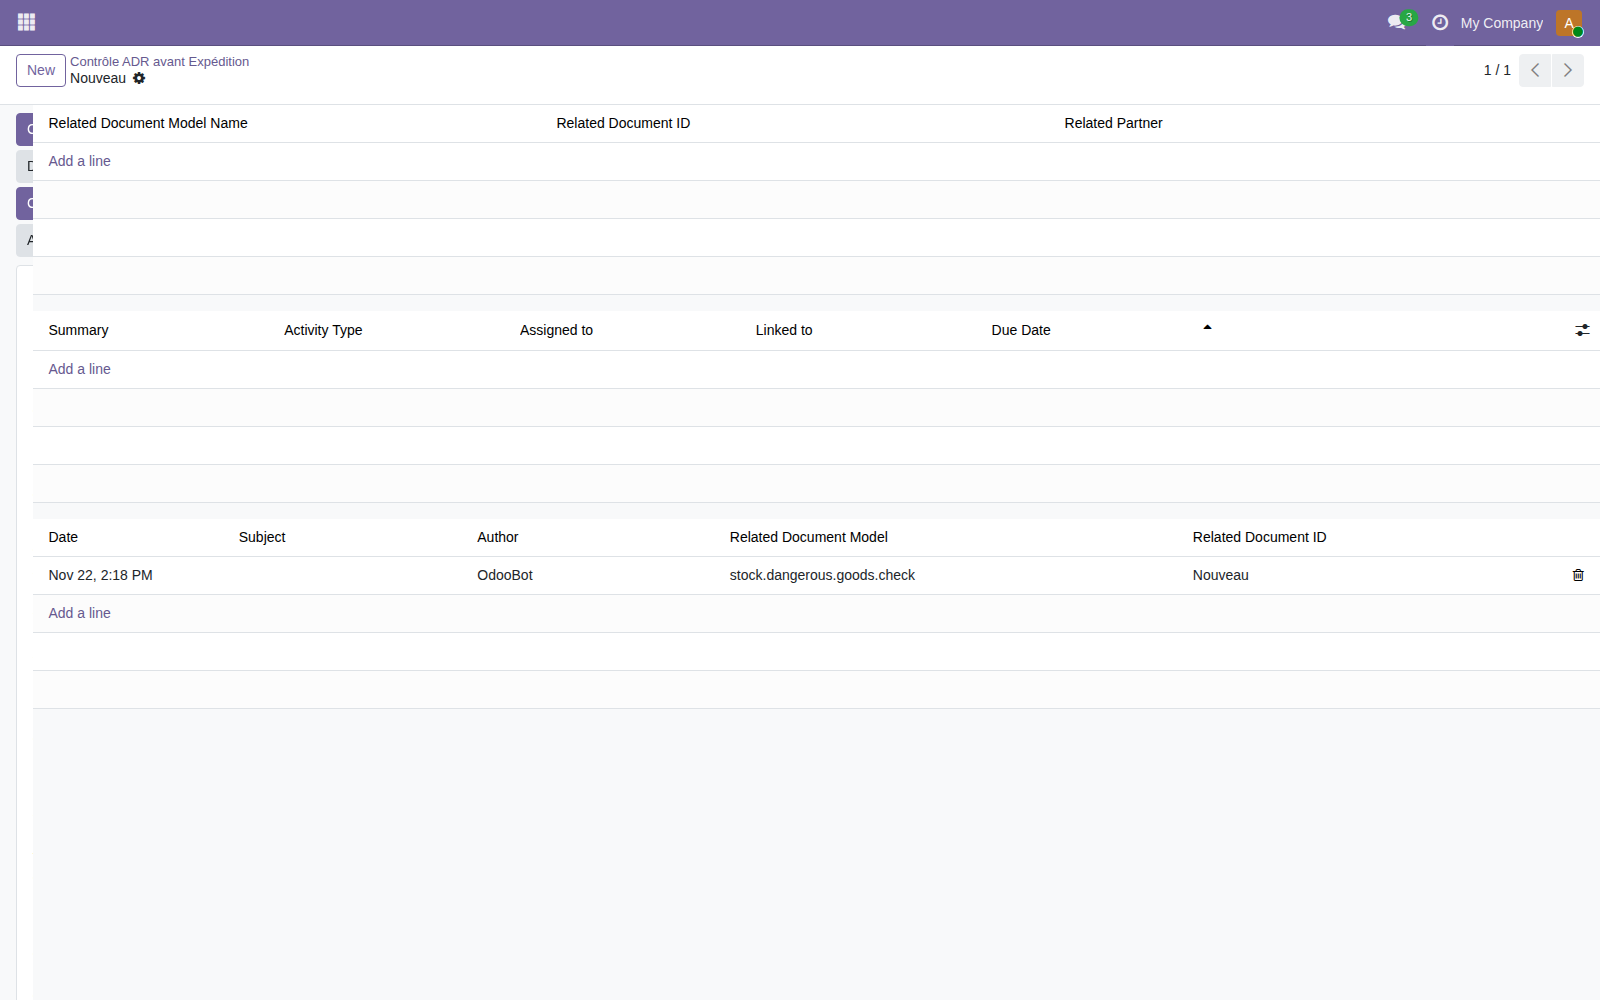 3
My Company
A
New
Contrôle ADR avant Expédition
Nouveau
1 / 1
Related Document Model Name Related Document ID Related Partner
Add a line
Summary Activity Type Assigned to Linked to Due Date
Add a line
Date Subject Author Related Document Model Related Document ID
Nov 22, 2:18 PM OdooBot stock.dangerous.goods.check Nouveau
Add a line